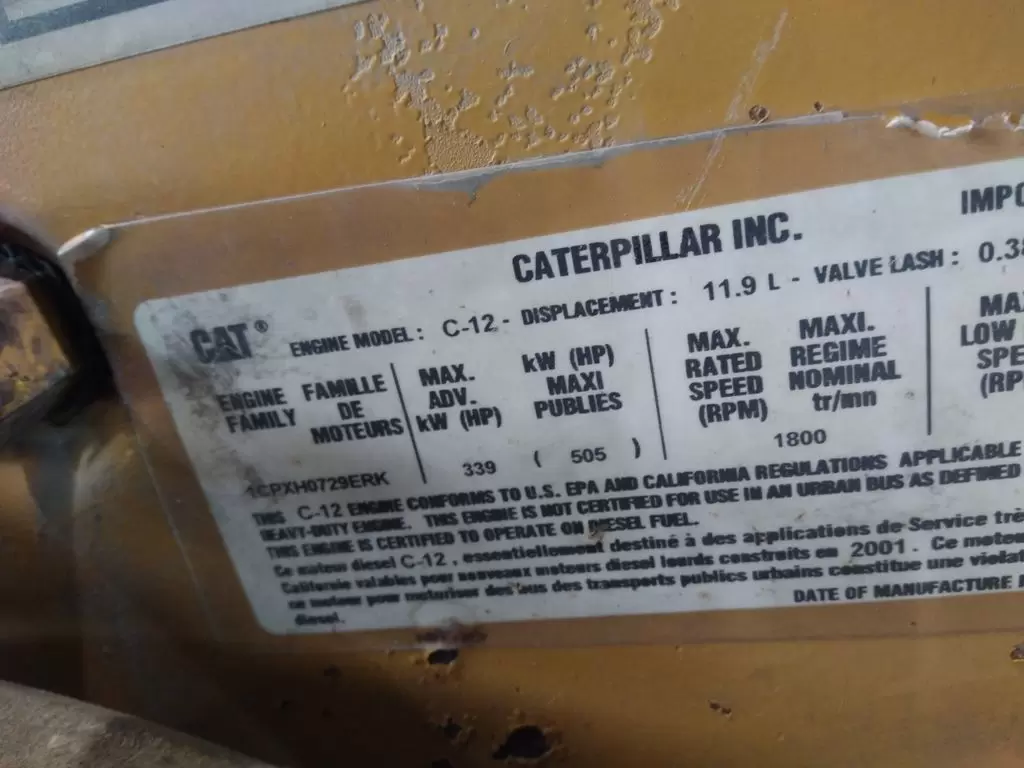 CATERPILLAR INC.
IMPO
CAT®
ENGINE MODEL: C-12 - DISPLACEMENT: 11.9 L - VALVE LASH: 0.38
ENGINE FAMILY
FAMILLE DE MOTEURS
MAX. ADV. kW (HP)
kW (HP) MAXI PUBLIES
MAX. RATED SPEED (RPM)
MAXI. REGIME NOMINAL tr/mn
MAX LOW SPE (RP
1CPXH0729ERK
339 ( 505 )
1800
THIS C-12 ENGINE CONFORMS TO U.S. EPA AND CALIFORNIA REGULATIONS APPLICABLE
HEAVY-DUTY ENGINE. THIS ENGINE IS NOT CERTIFIED FOR USE IN AN URBAN BUS AS DEFINED
THIS ENGINE IS CERTIFIED TO OPERATE ON DIESEL FUEL.
Ce moteur diesel C-12, essentiellement destiné à des applications de Service trè
Californie valables pour nouveaux moteurs diesel lourds construits en 2001. Ce moteu
ce moteur pour motoriser des bus des transports publics urbains constitue une violat
diesel.
DATE OF MANUFACTURE